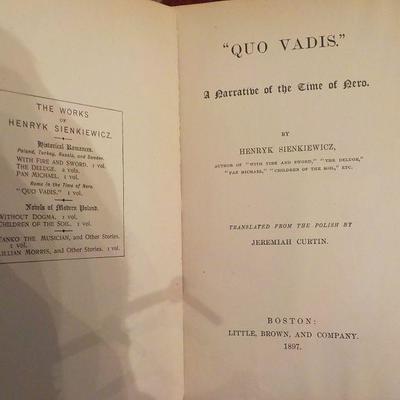 THE WORKS
OF
HENRYK SIENKIEWICZ.
Historical Romances.
Poland, Turkey, Russia, and Sweden.
WITH FIRE AND SWORD. 1 vol.
THE DELUGE. 2 vols.
PAN MICHAEL. 1 vol.
Rome in the Time of Nero.
"QUO VADIS." 1 vol.
Novels of Modern Poland.
WITHOUT DOGMA. 1 vol.
CHILDREN OF THE SOIL. 1 vol.
YANKO THE MUSICIAN, and Other Stories.
1 vol.
LILLIAN MORRIS, and Other Stories. 1 vol.
"QUO VADIS."
A Narrative of the Time of Nero.
BY
HENRYK SIENKIEWICZ,
AUTHOR OF "WITH FIRE AND SWORD," "THE DELUGE,"
"PAN MICHAEL," "CHILDREN OF THE SOIL," ETC.
TRANSLATED FROM THE POLISH BY
JEREMIAH CURTIN.
BOSTON:
LITTLE, BROWN, AND COMPANY.
1897.